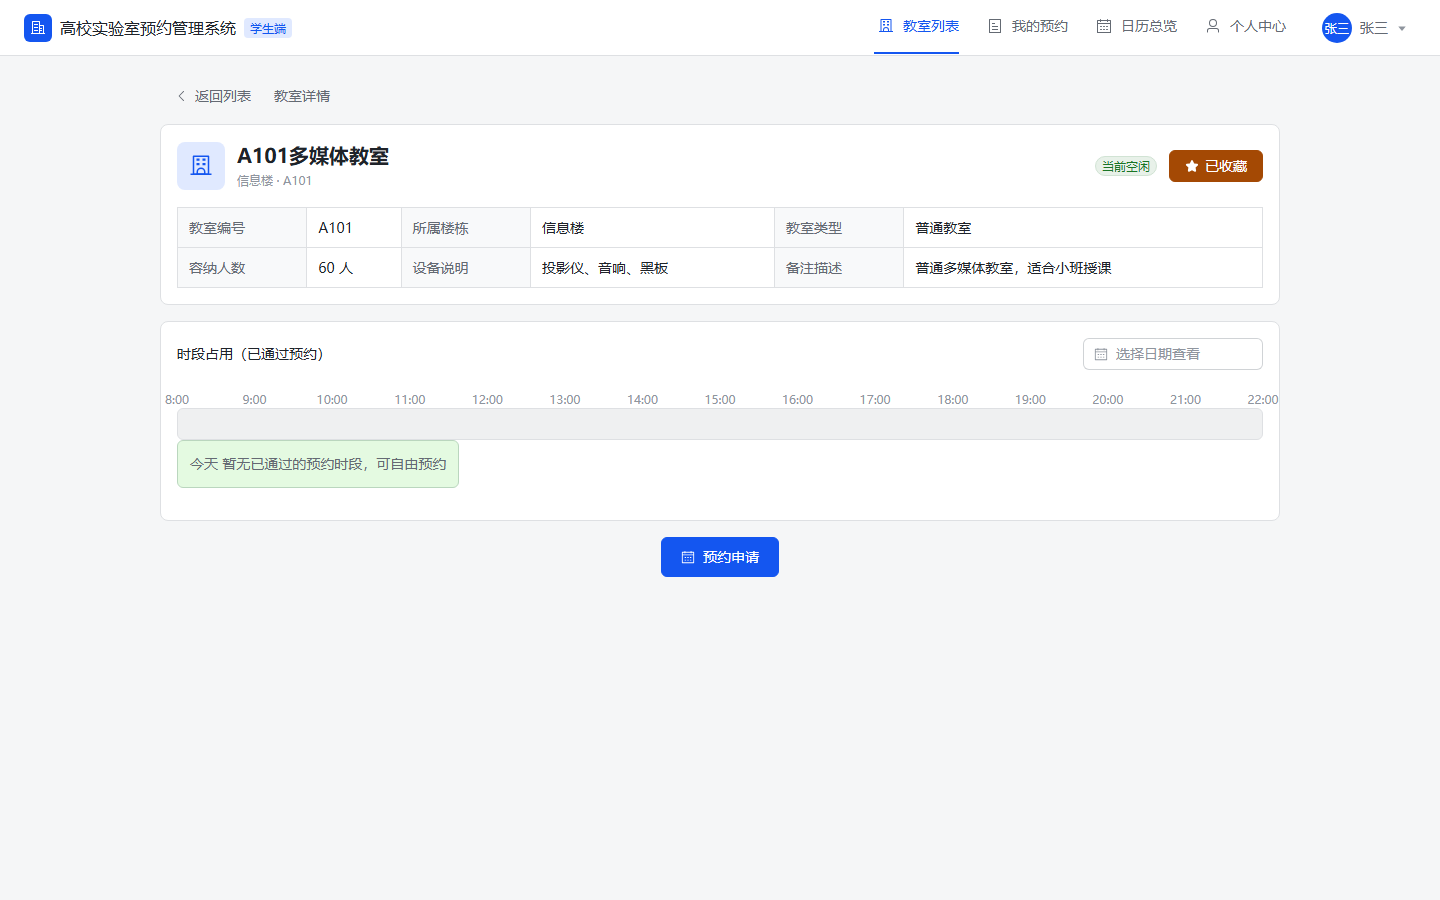 高校实验室预约管理系统 学生端 教室列表 我的预约 日历总览 个人中心 张三 张三
返回列表 教室详情
A101多媒体教室
信息楼 · A101
当前空闲 已收藏
教室编号 A101 所属楼栋 信息楼 教室类型 普通教室
容纳人数 60 人 设备说明 投影仪、音响、黑板 备注描述 普通多媒体教室，适合小班授课
时段占用（已通过预约） 选择日期查看
8:00 9:00 10:00 11:00 12:00 13:00 14:00 15:00 16:00 17:00 18:00 19:00 20:00 21:00 22:00
今天 暂无已通过的预约时段，可自由预约
预约申请